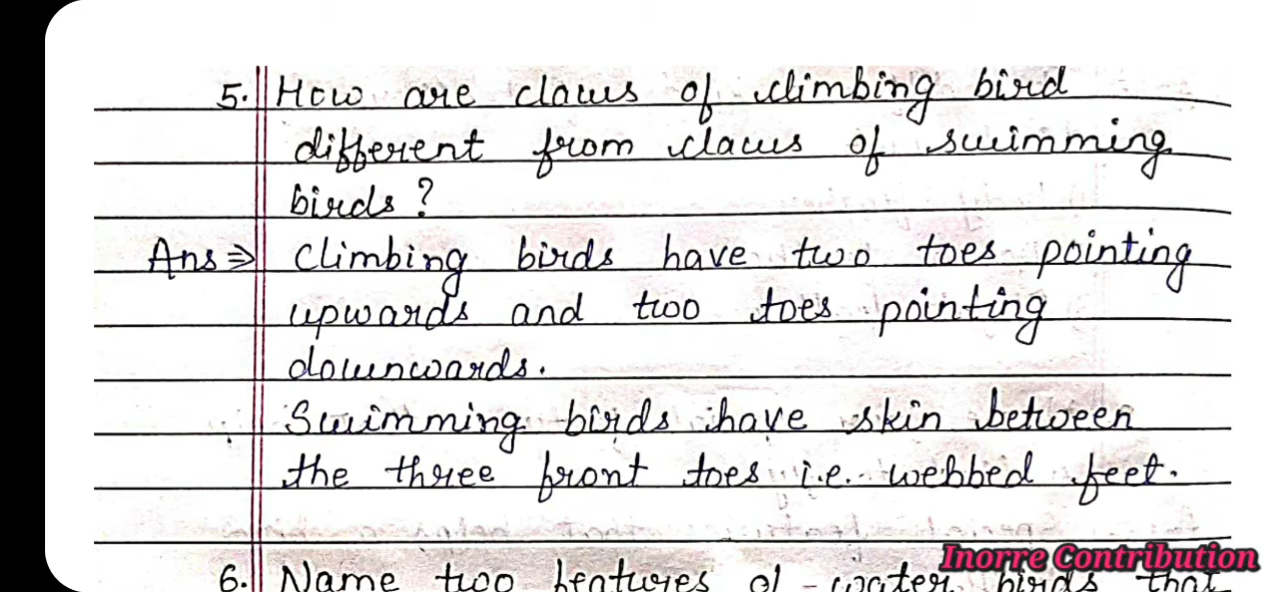 5. How are claws of climbing bird
different from claws of swimming
birds?
Ans ⇒ Climbing birds have two toes pointing
upwards and two toes pointing
downwards.
Swimming birds have skin between
the three front toes i.e. webbed feet.
Inorre Contribution
6. Name two features of water birds that